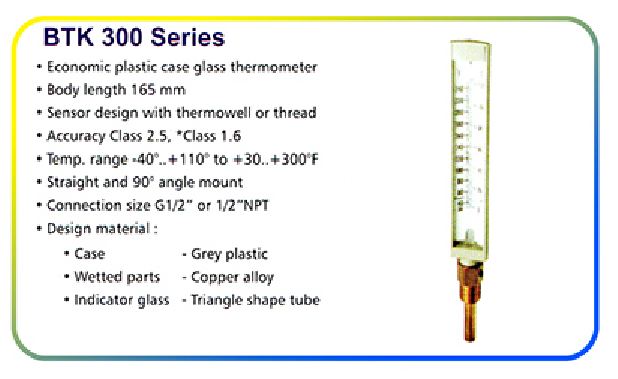 BTK 300 Series
• Economic plastic case glass thermometer
• Body length 165 mm
• Sensor design with thermowell or thread
• Accuracy Class 2.5, *Class 1.6
• Temp. range -40°..+110° to +30..+300°F
• Straight and 90° angle mount
• Connection size G1/2" or 1/2"NPT
• Design material :
• Case - Grey plastic
• Wetted parts - Copper alloy
• Indicator glass - Triangle shape tube